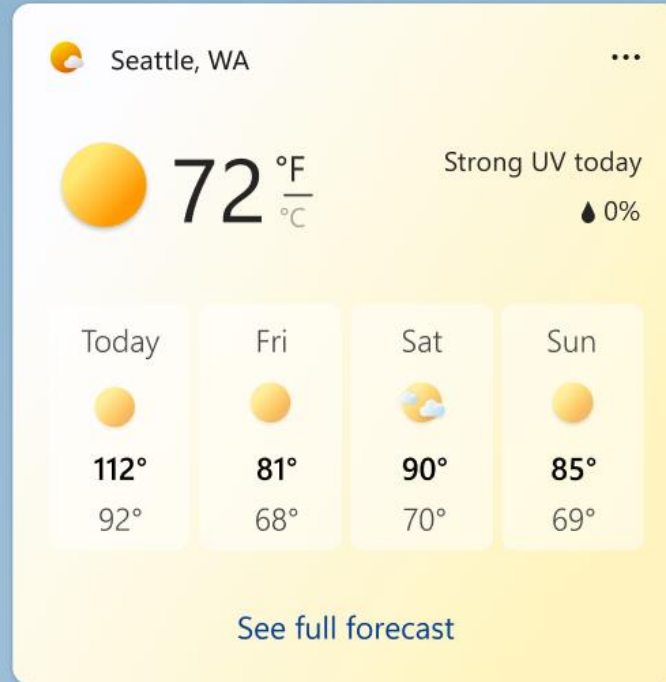 Seattle, WA
•••
72 °F
°C
Strong UV today
0%
Today Fri Sat Sun
112° 81° 90° 85°
92° 68° 70° 69°
See full forecast